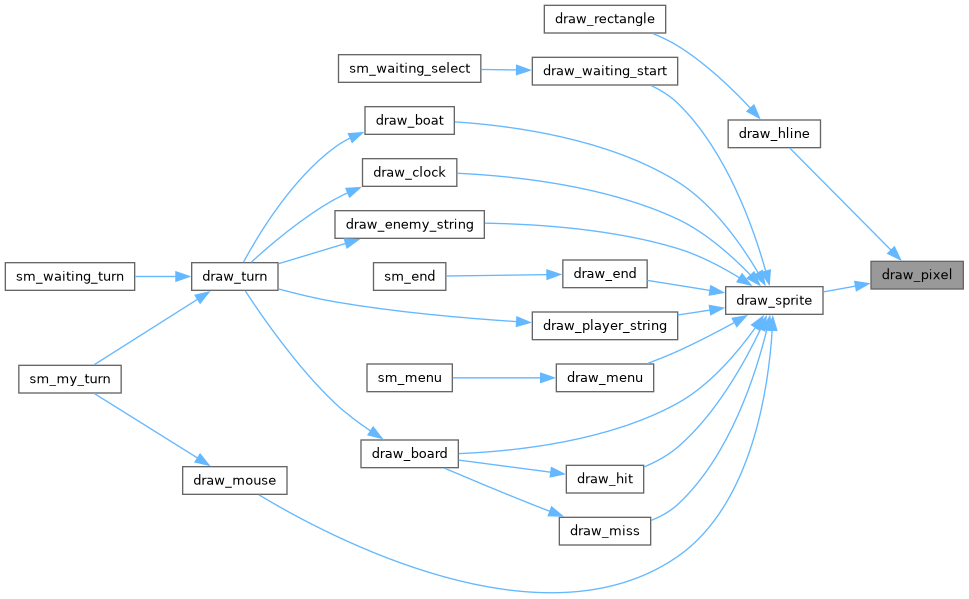 draw_rectangle
sm_waiting_select
draw_waiting_start
draw_boat
draw_hline
draw_clock
draw_enemy_string
sm_waiting_turn
draw_turn
sm_end
draw_end
draw_pixel
draw_sprite
draw_player_string
sm_my_turn
sm_menu
draw_menu
draw_board
draw_mouse
draw_hit
draw_miss